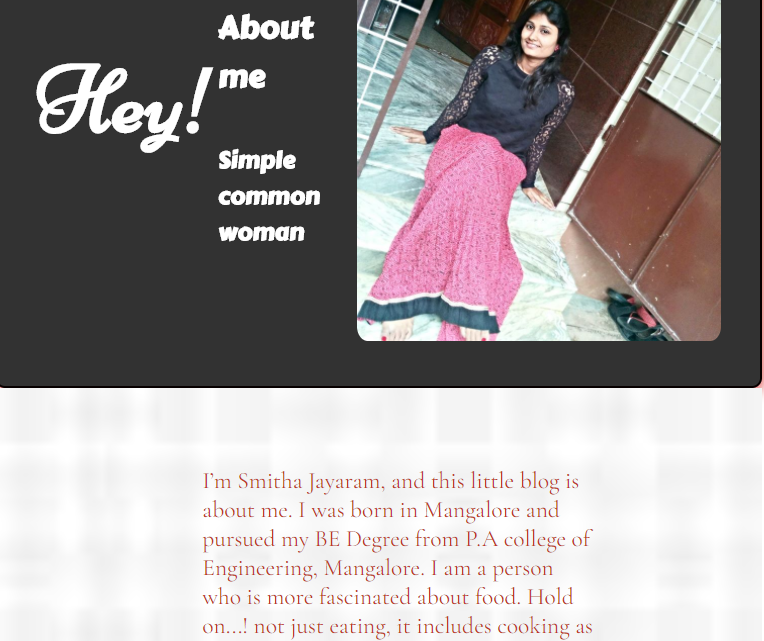 Hey!
About
me
Simple
common
woman
I'm Smitha Jayaram, and this little blog is
about me. I was born in Mangalore and
pursued my BE Degree from P.A college of
Engineering, Mangalore. I am a person
who is more fascinated about food. Hold
on...! not just eating, it includes cooking as